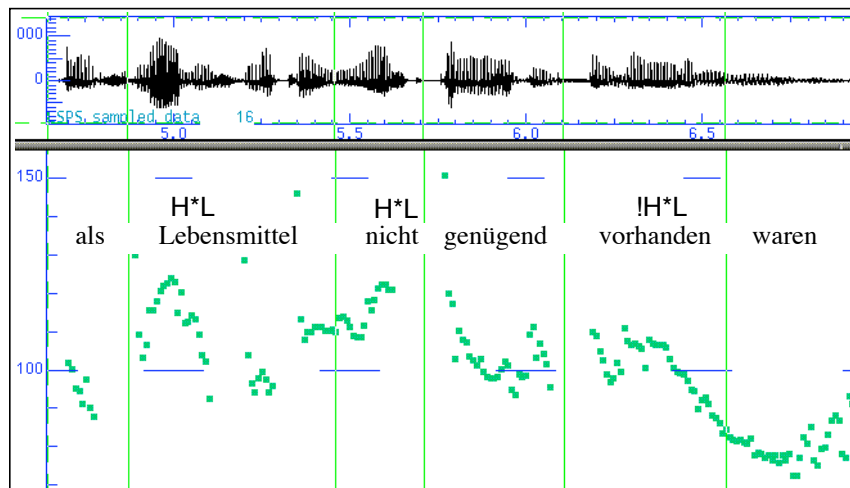 000
0
SPS sampled data 16
5.0 5.5 6.0 6.5
150
H*L H*L !H*L
als Lebensmittel nicht genügend vorhanden waren
100